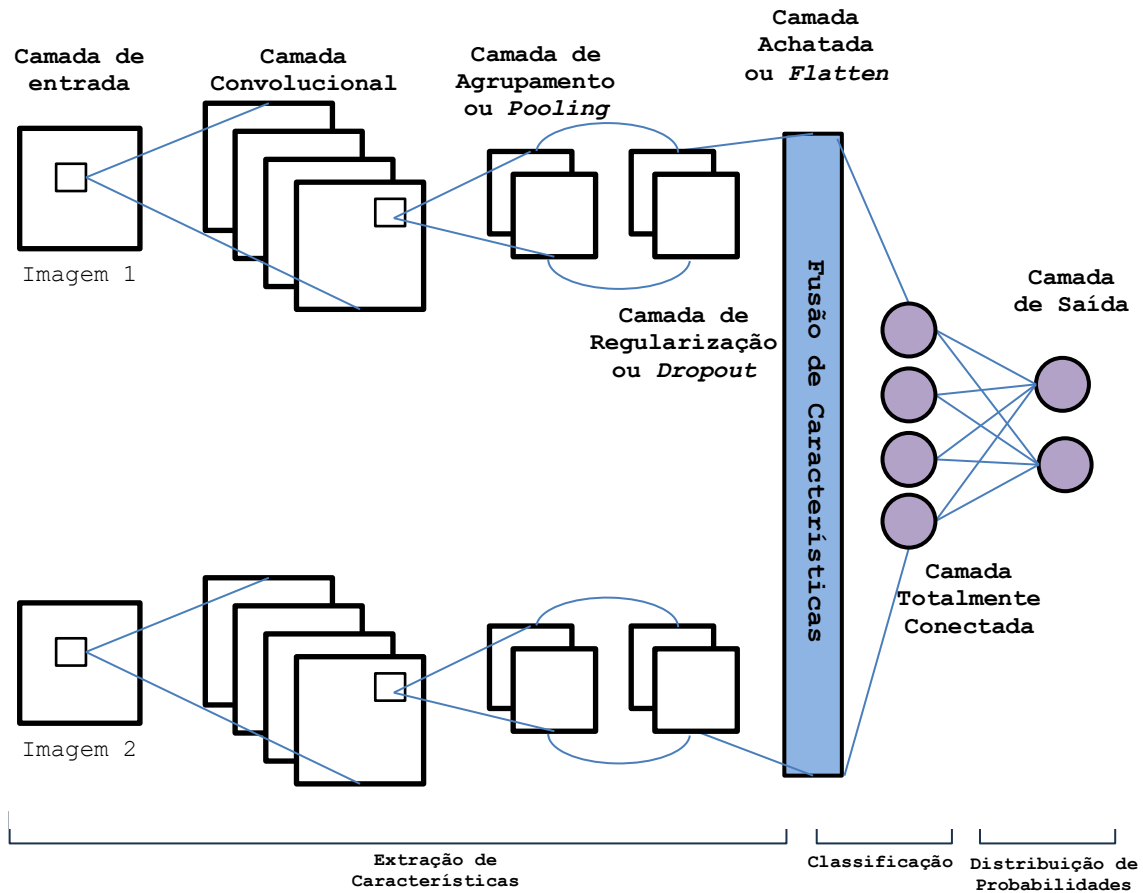 Camada de
entrada
Camada
Convolucional
Camada de
Agrupamento
ou Pooling
Camada
Achatada
ou Flatten
Imagem 1
Camada de
Regularização
ou Dropout
Fusão de Características
Camada
de Saída
Camada
Totalmente
Conectada
Imagem 2
Extração de
Características
Classificação
Distribuição de
Probabilidades